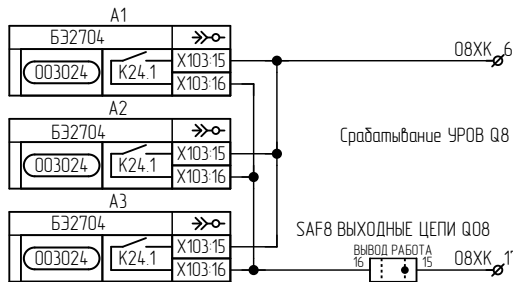 A1
БЭ2704
003024
K24.1
X103:15
X103:16
08XK 6
A2
БЭ2704
003024
K24.1
X103:15
X103:16
Срабатывание УРОВ Q8
A3
БЭ2704
003024
K24.1
X103:15
X103:16
SAF8 ВЫХОДНЫЕ ЦЕПИ Q08
ВЫВОД РАБОТА
16 15
08XK